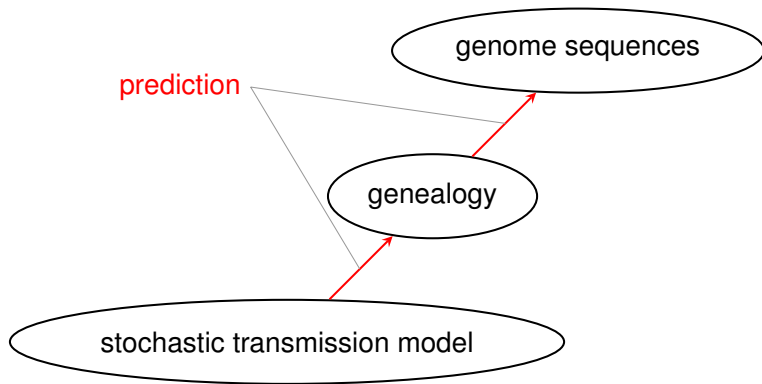 genome sequences
prediction
genealogy
stochastic transmission model